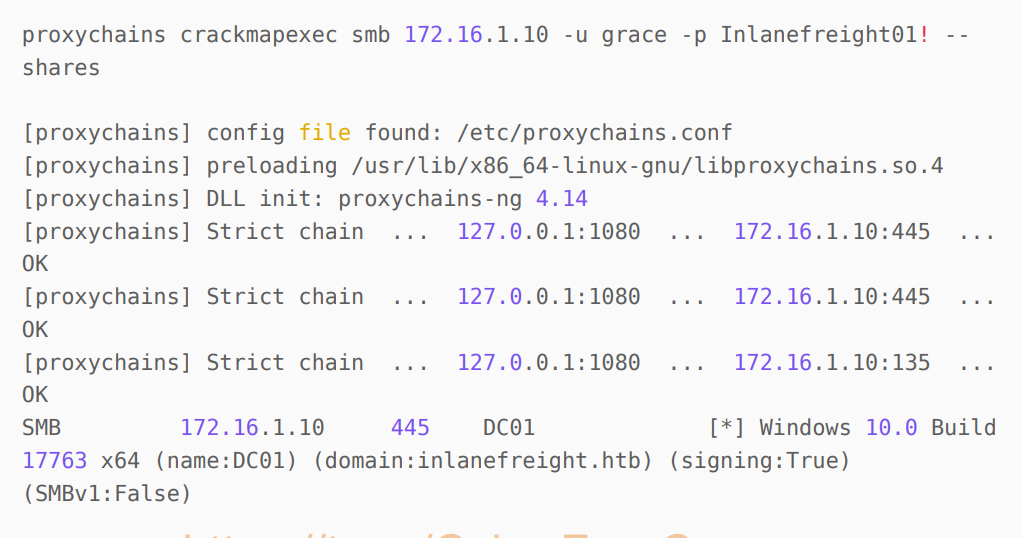 proxychains crackmapexec smb 172.16.1.10 -u grace -p Inlanefreight01! --
shares
[proxychains] config file found: /etc/proxychains.conf
[proxychains] preloading /usr/lib/x86_64-linux-gnu/libproxychains.so.4
[proxychains] DLL init: proxychains-ng 4.14
[proxychains] Strict chain  ...  127.0.0.1:1080  ...  172.16.1.10:445  ...
OK
[proxychains] Strict chain  ...  127.0.0.1:1080  ...  172.16.1.10:445  ...
OK
[proxychains] Strict chain  ...  127.0.0.1:1080  ...  172.16.1.10:135  ...
OK
SMB         172.16.1.10     445    DC01             [*] Windows 10.0 Build
17763 x64 (name:DC01) (domain:inlanefreight.htb) (signing:True)
(SMBv1:False)